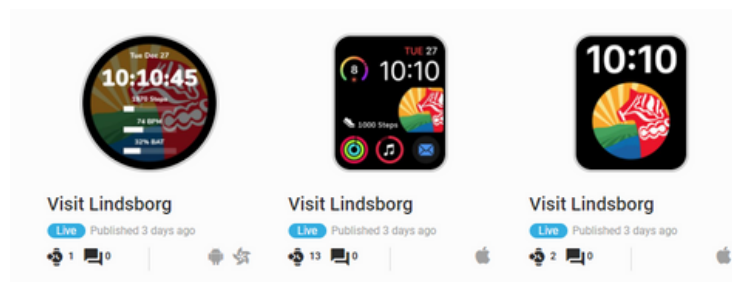 Tue Dec 27
10:10:45
1870 Steps
74 BPM
32% BAT
Visit Lindsborg
Live Published 3 days ago
1 0
TUE 27
8 10:10
1000 Steps
Visit Lindsborg
Live Published 3 days ago
13 0
10:10
Visit Lindsborg
Live Published 3 days ago
2 0